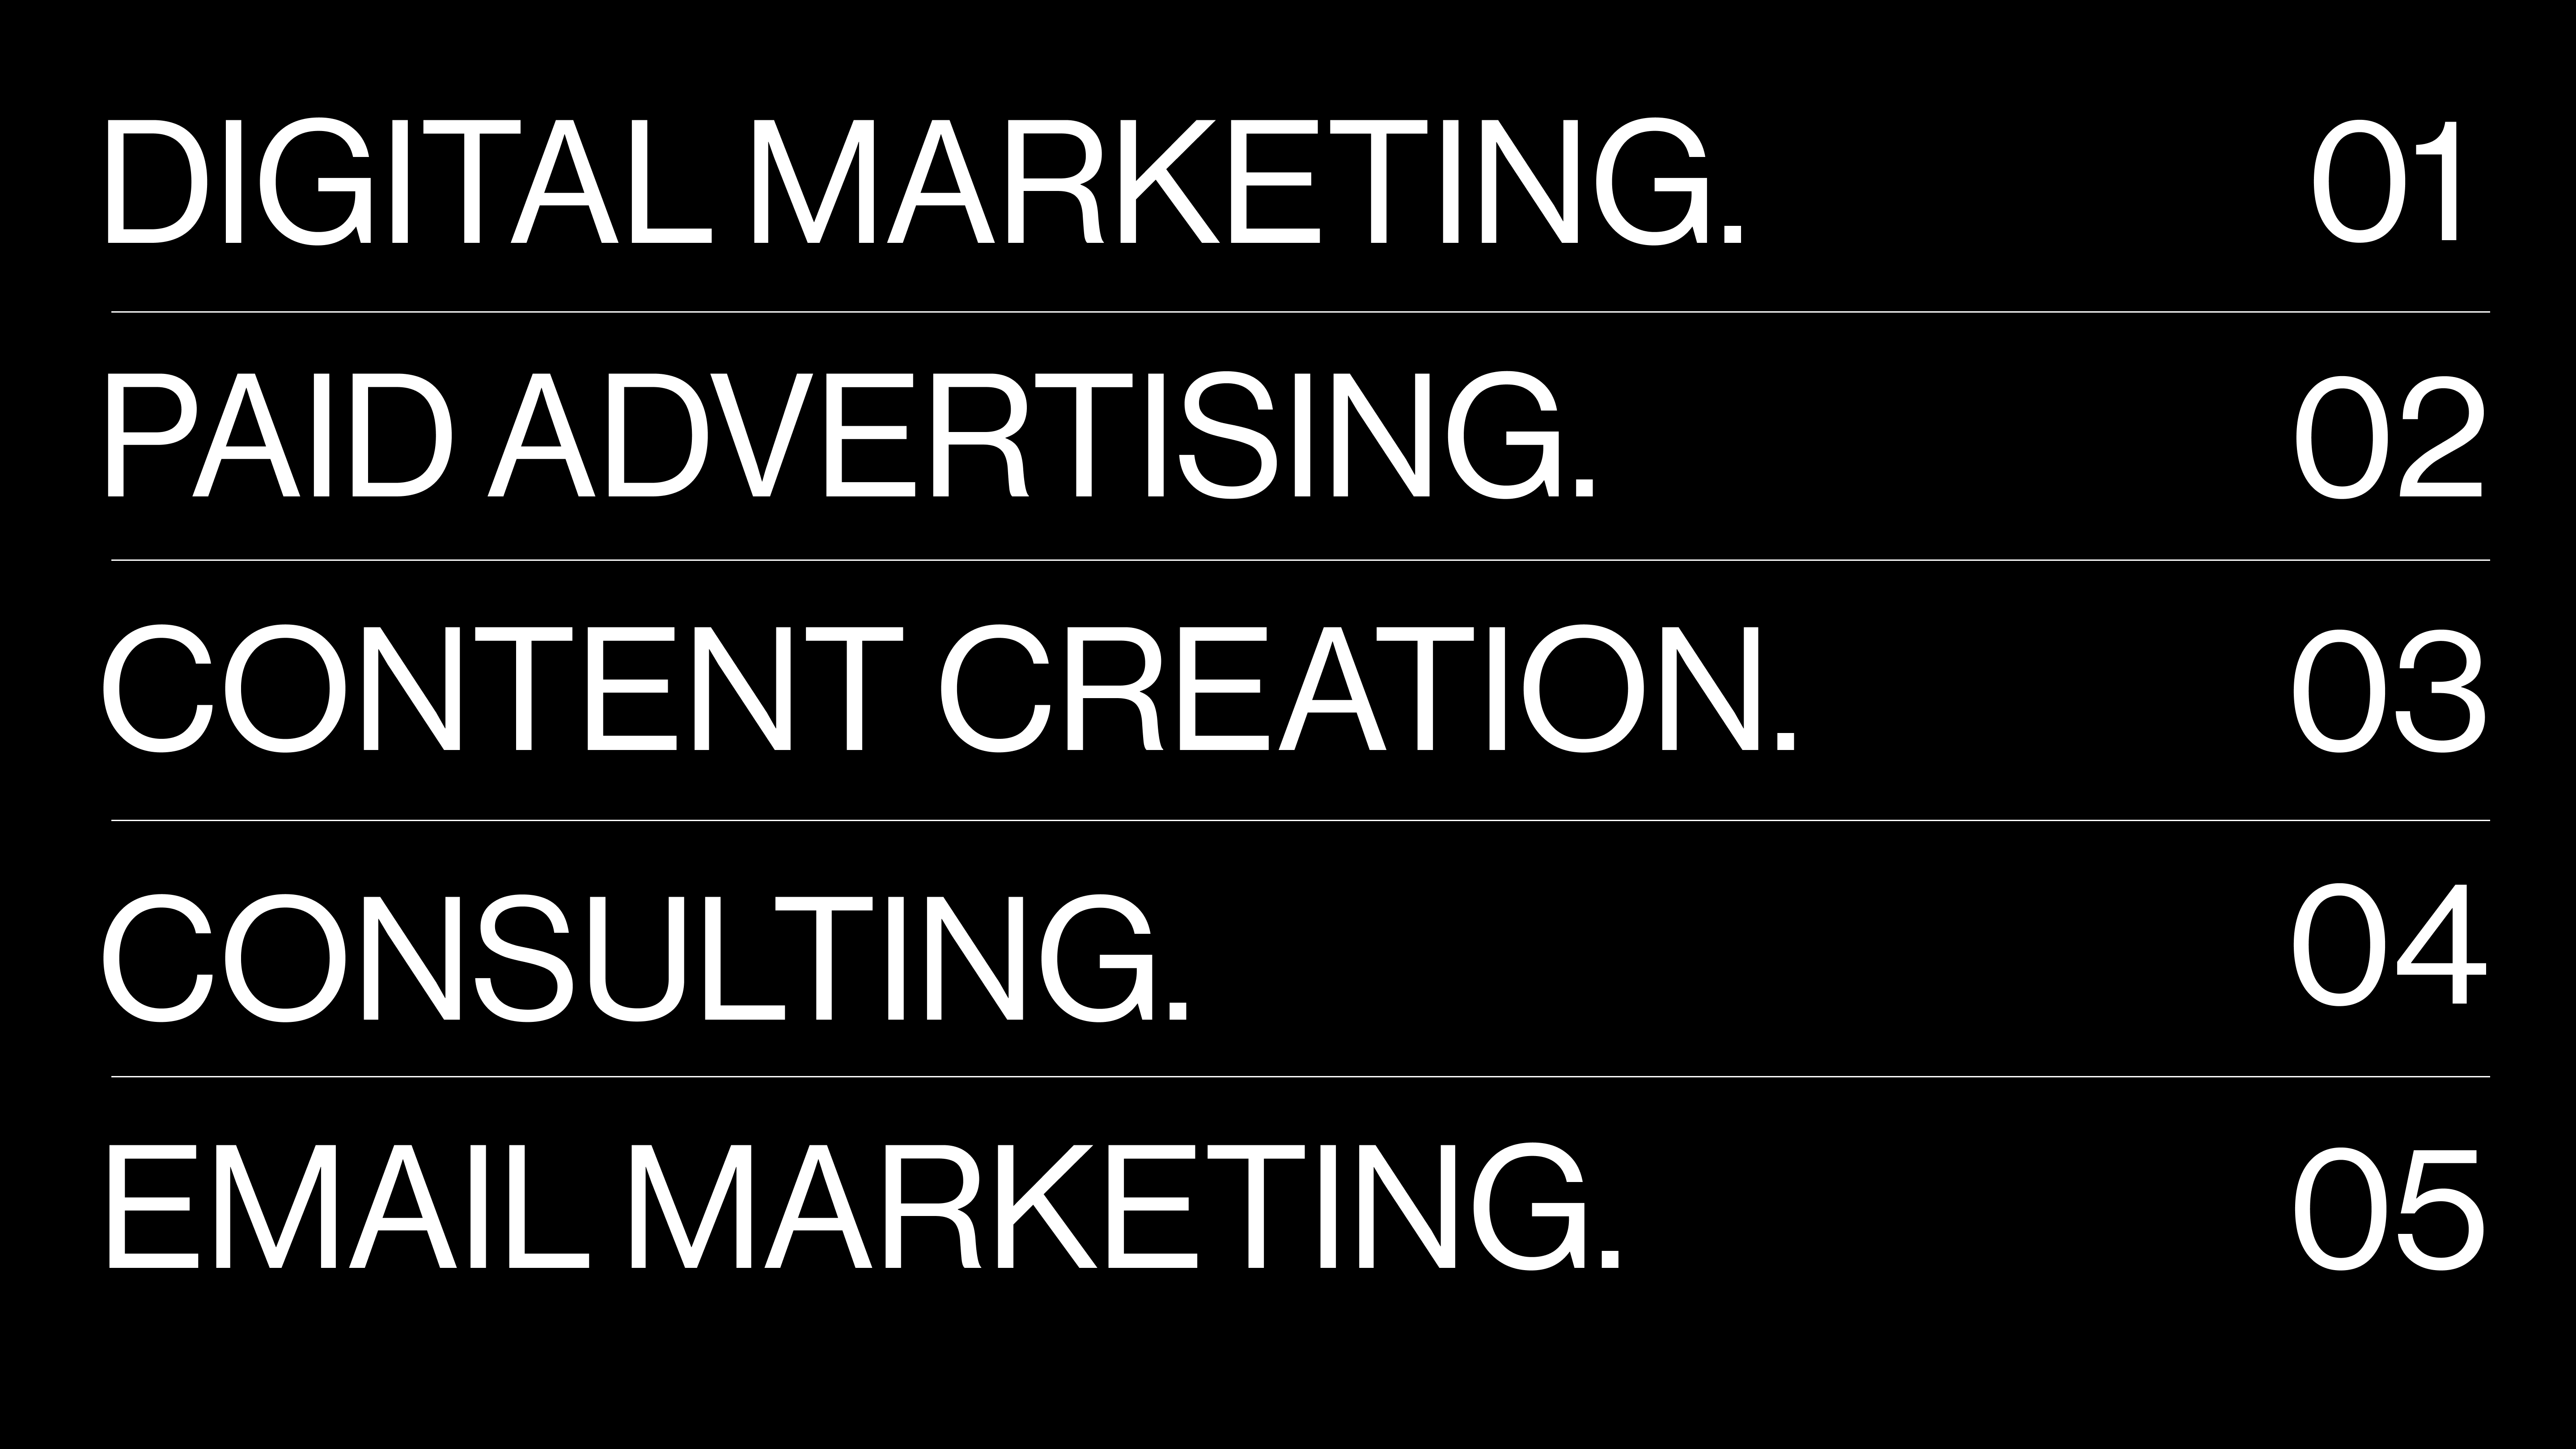 DIGITAL MARKETING. 01
PAID ADVERTISING. 02
CONTENT CREATION. 03
CONSULTING. 04
EMAIL MARKETING. 05